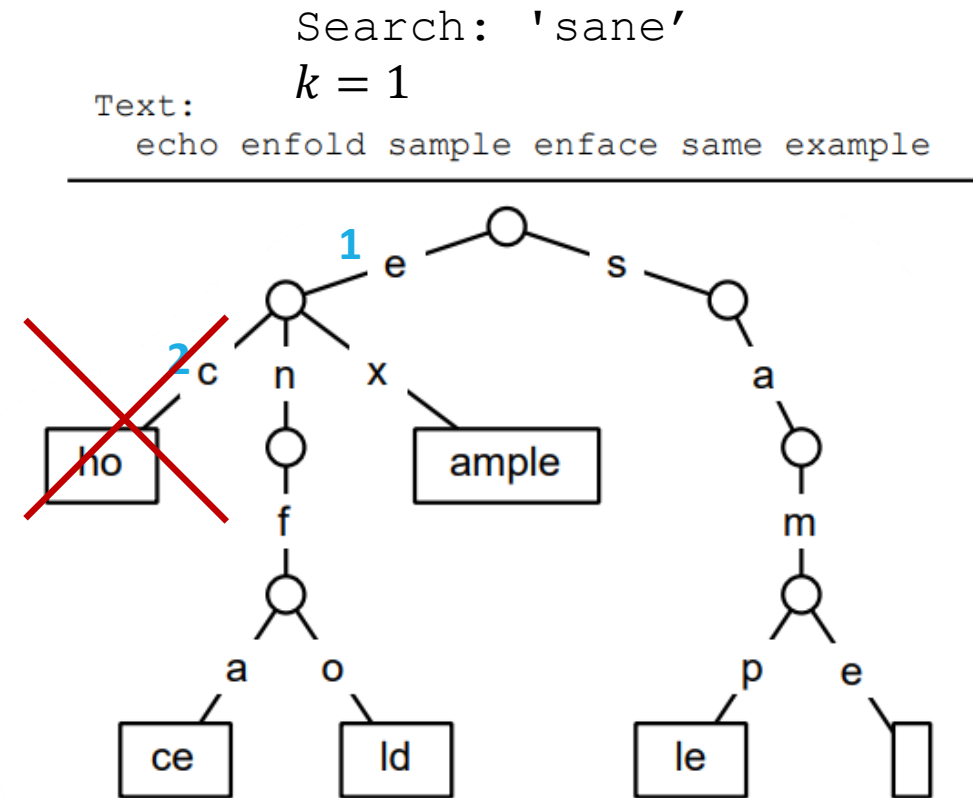 Search: 'sane’
k = 1
Text:
echo enfold sample enface same example
1
e s
2 c n x a
ho ample
f m
a o p e
ce ld le